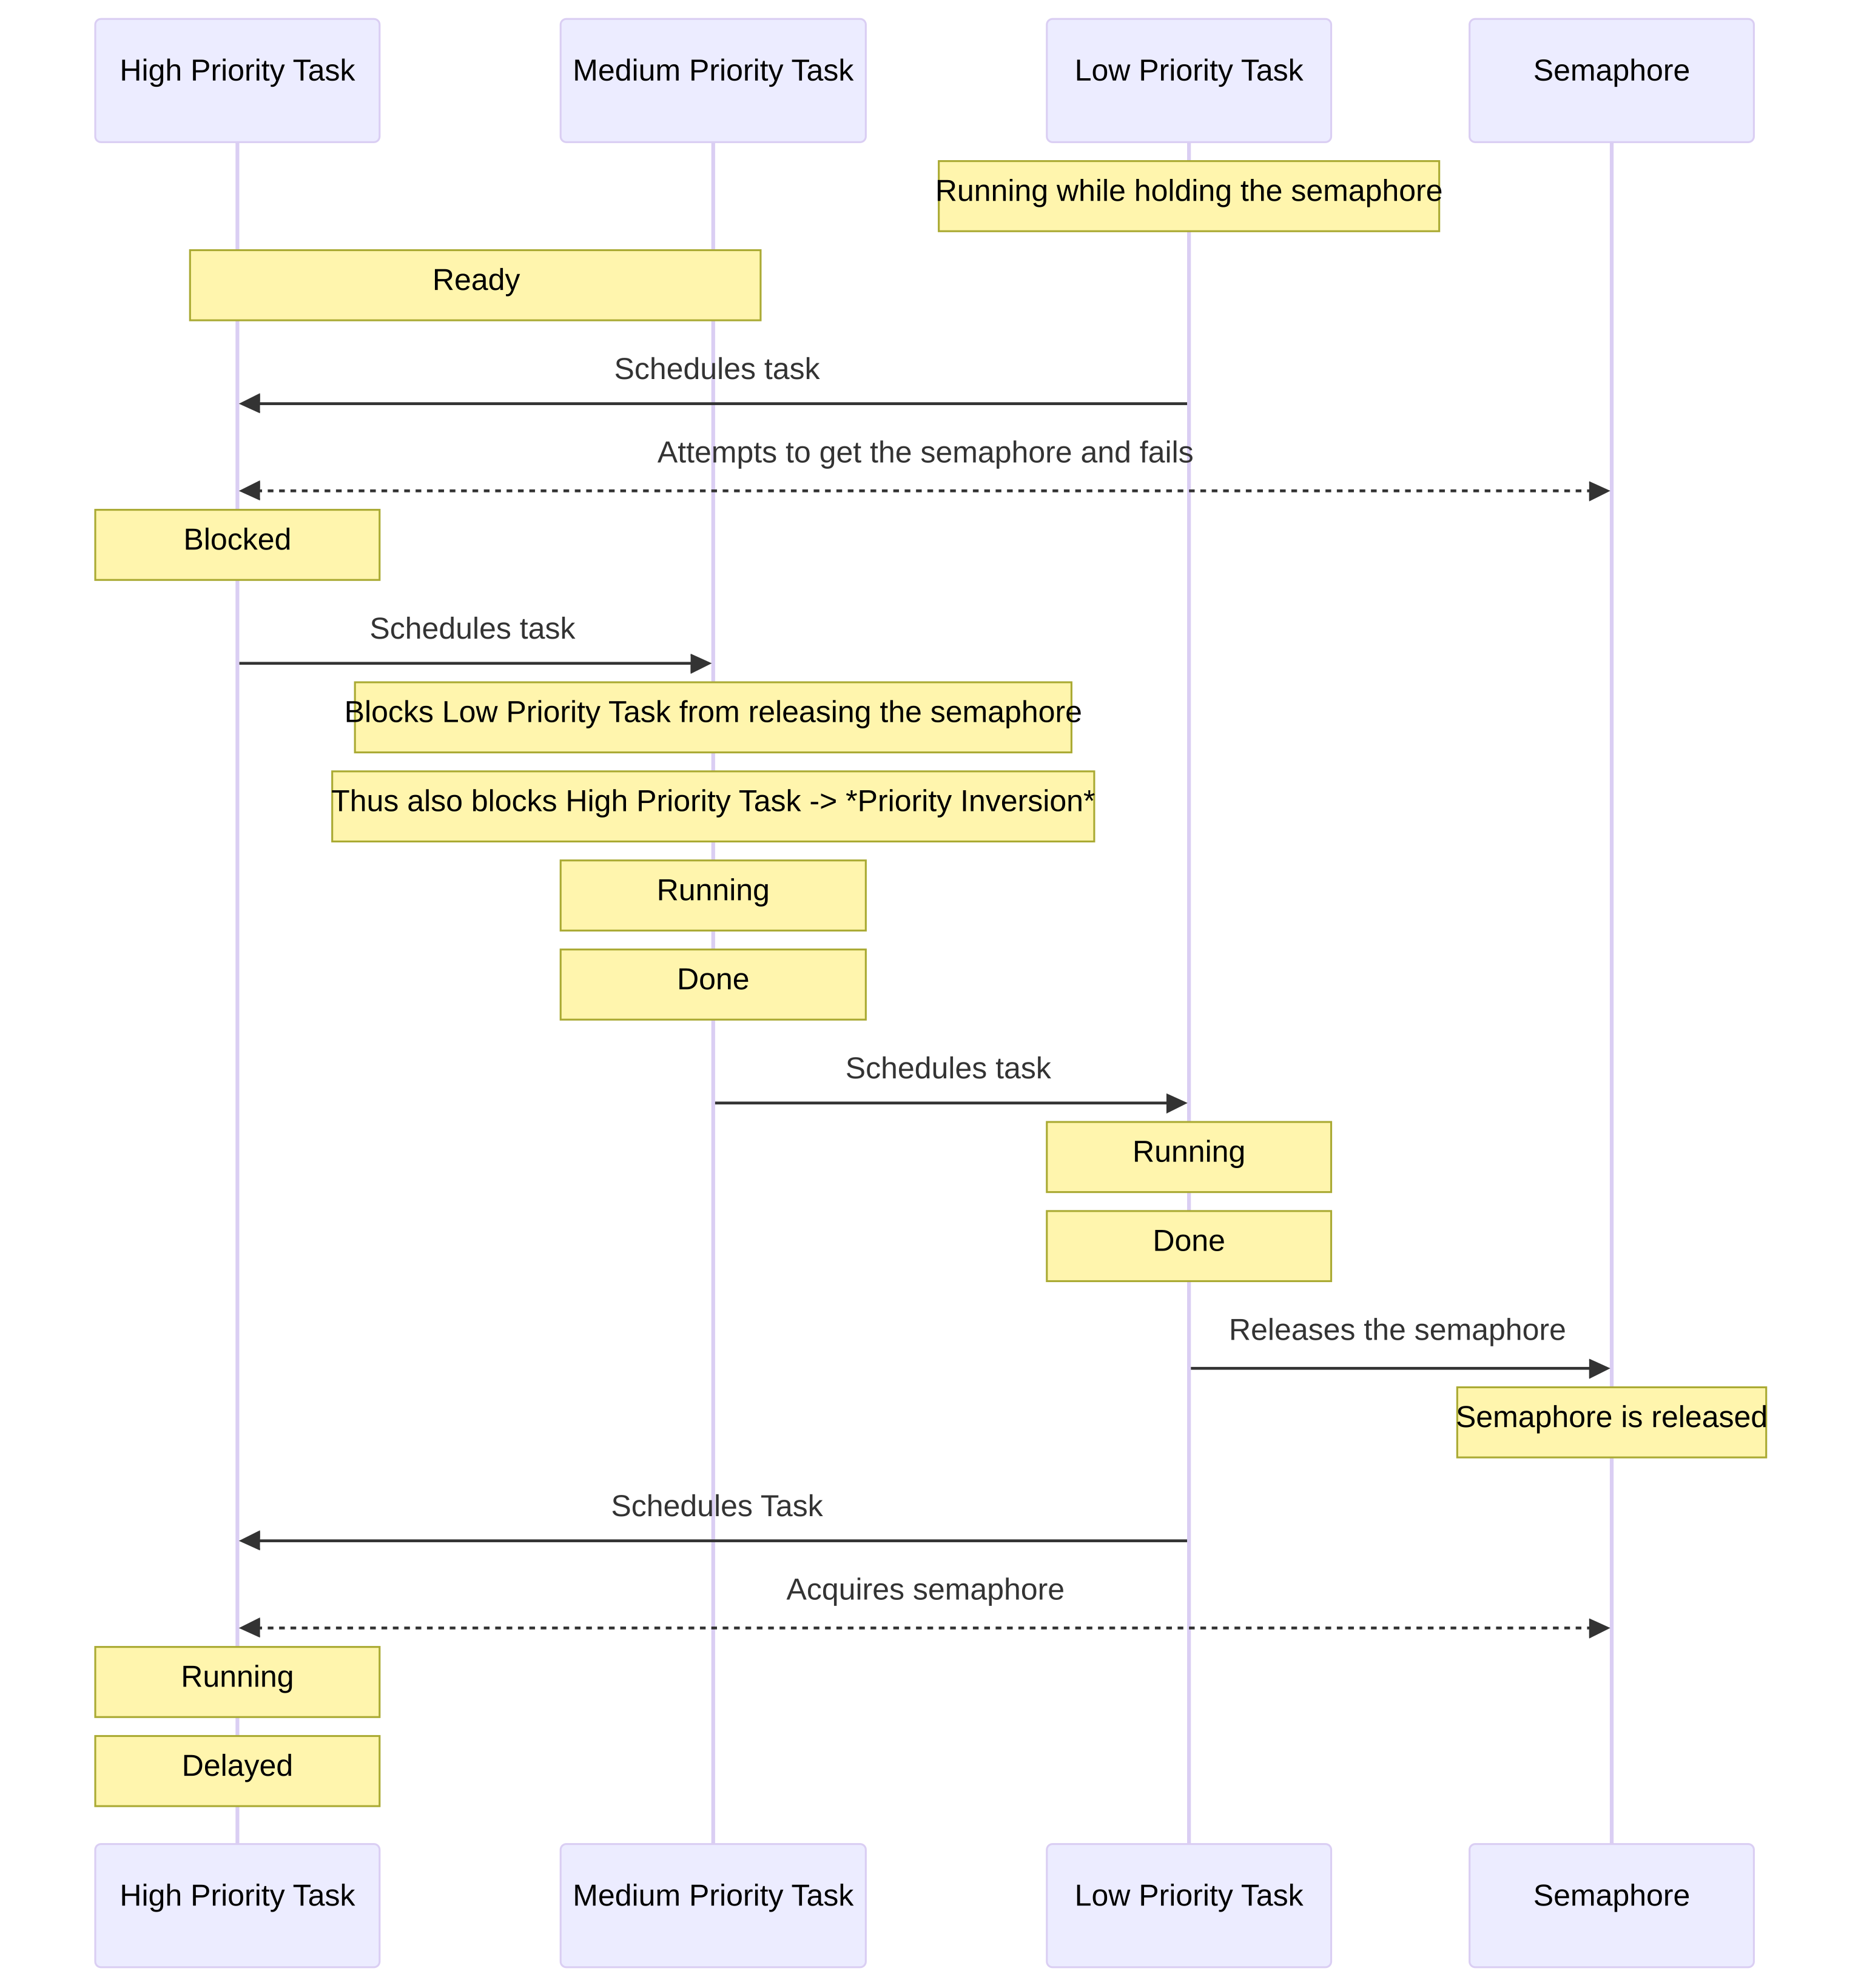 High Priority Task
Medium Priority Task
Low Priority Task
Semaphore
Running while holding the semaphore
Ready
Schedules task
Attempts to get the semaphore and fails
Blocked
Schedules task
Blocks Low Priority Task from releasing the semaphore
Thus also blocks High Priority Task -> *Priority Inversion*
Running
Done
Schedules task
Running
Done
Releases the semaphore
Semaphore is released
Schedules Task
Acquires semaphore
Running
Delayed
High Priority Task
Medium Priority Task
Low Priority Task
Semaphore